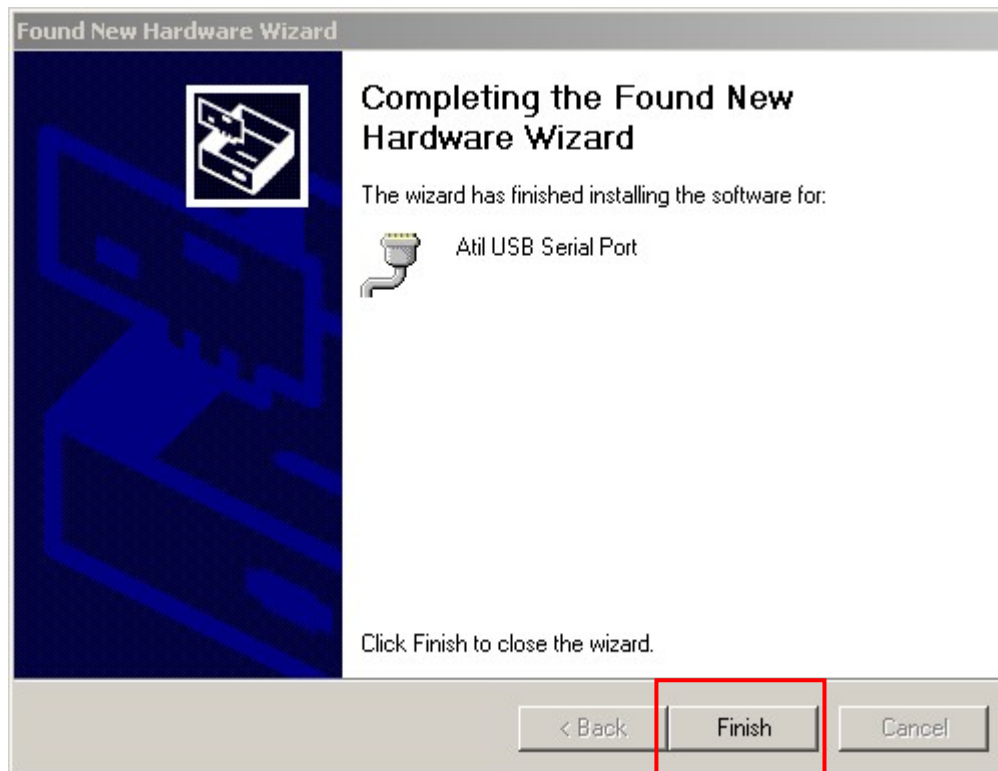 Found New Hardware Wizard
Completing the Found New
Hardware Wizard
The wizard has finished installing the software for:
Atil USB Serial Port
Click Finish to close the wizard.
< Back
Finish
Cancel